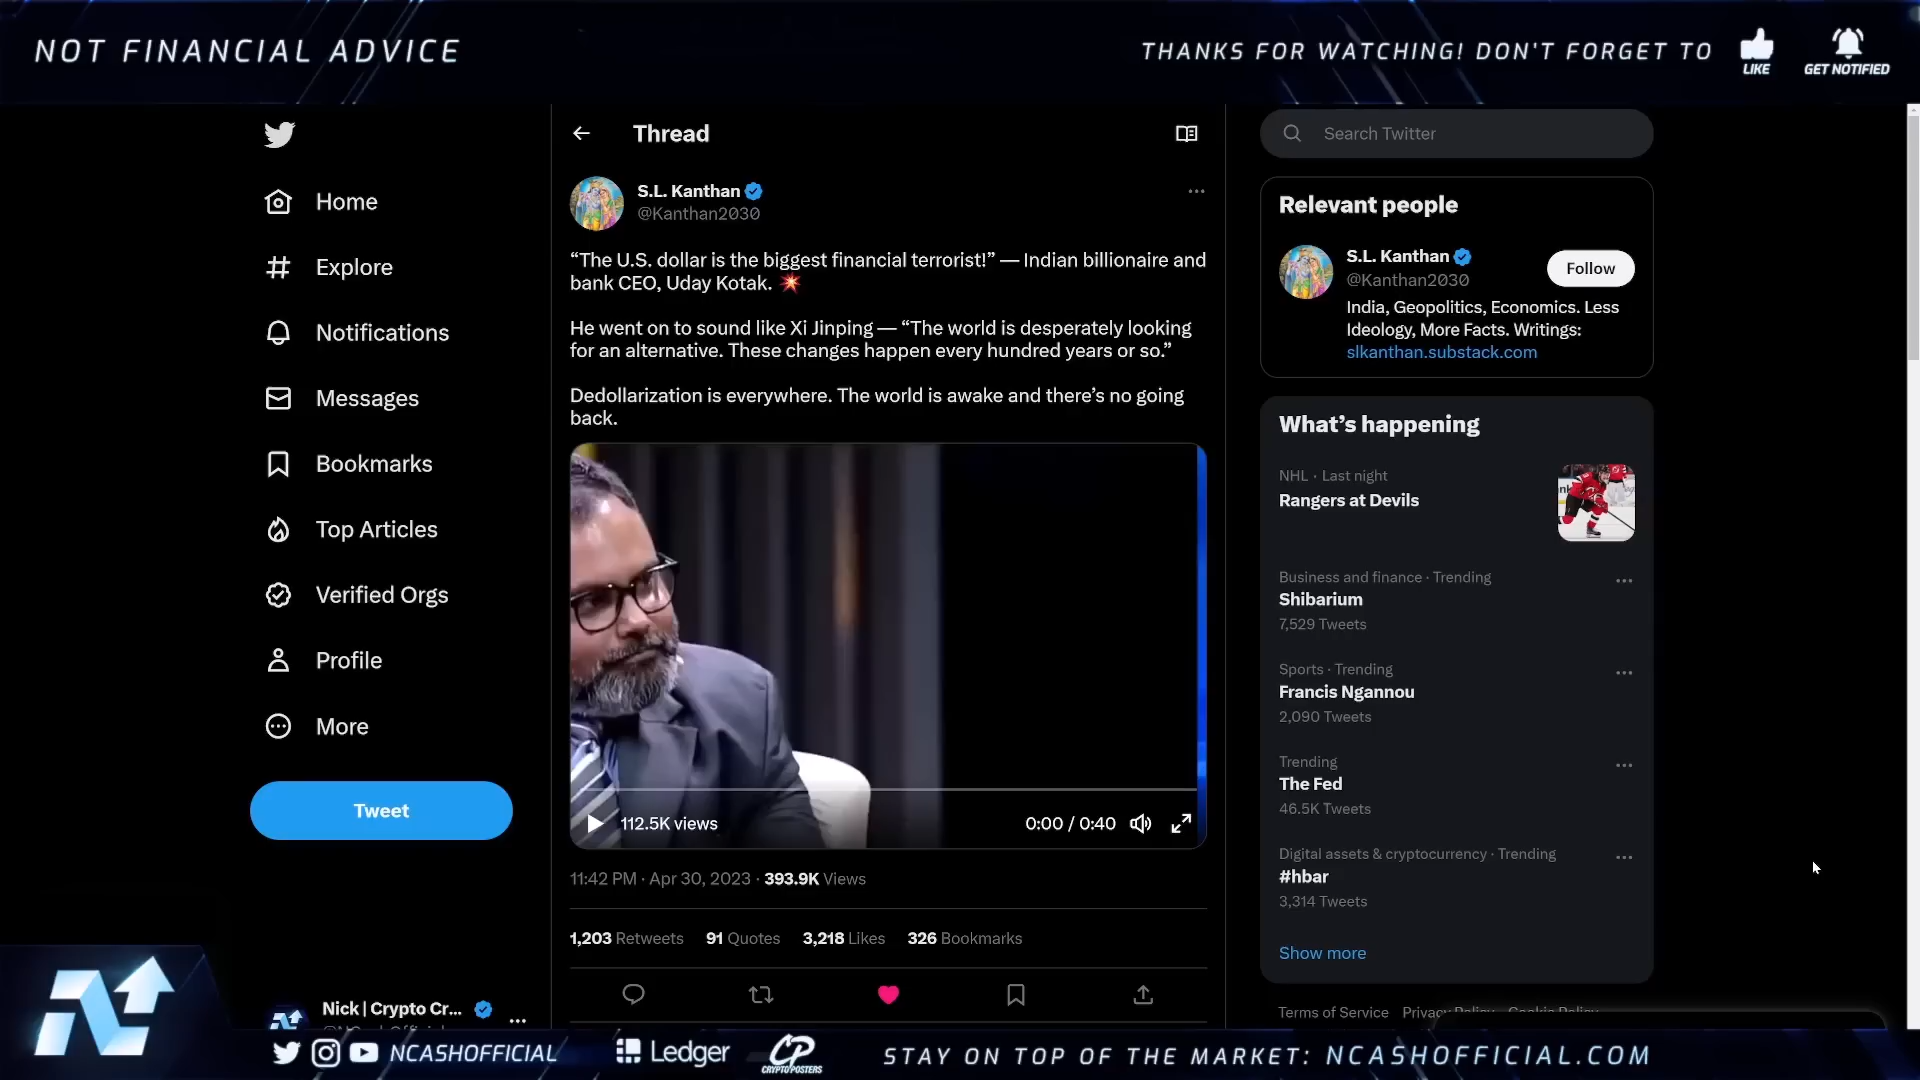 NOT FINANCIAL ADVICE
THANKS FOR WATCHING! DON'T FORGET TO
LIKE
GET NOTIFIED
Home
Explore
Notifications
Messages
Bookmarks
Top Articles
Verified Orgs
Profile
More
Tweet
Nick | Crypto Cr...
Thread
S.L. Kanthan
@Kanthan2030
“The U.S. dollar is the biggest financial terrorist!” — Indian billionaire and
bank CEO, Uday Kotak. 💥
He went on to sound like Xi Jinping — “The world is desperately looking
for an alternative. These changes happen every hundred years or so.”
Dedollarization is everywhere. The world is awake and there’s no going
back.
112.5K views
0:00 / 0:40
11:42 PM · Apr 30, 2023 · 393.9K Views
1,203 Retweets 91 Quotes 3,218 Likes 326 Bookmarks
Search Twitter
Relevant people
S.L. Kanthan
@Kanthan2030
Follow
India, Geopolitics, Economics. Less
Ideology, More Facts. Writings:
slkanthan.substack.com
What’s happening
NHL · Last night
Rangers at Devils
Business and finance · Trending
Shibarium
7,529 Tweets
Sports · Trending
Francis Ngannou
2,090 Tweets
Trending
The Fed
46.5K Tweets
Digital assets & cryptocurrency · Trending
#hbar
3,314 Tweets
Show more
Terms of Service Privacy Policy Cookie Policy
NCASHOFFICIAL
Ledger
CP
CRYPTOPOSTERS
STAY ON TOP OF THE MARKET: NCASHOFFICIAL.COM